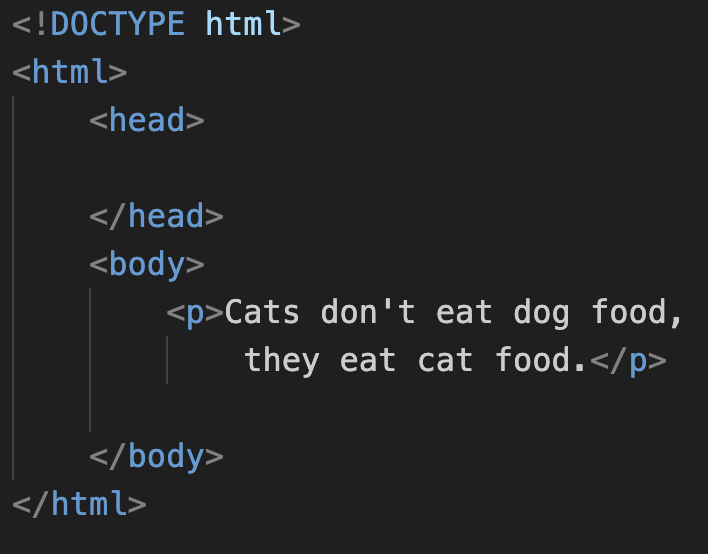 <!DOCTYPE html>
<html>
    <head>

    </head>
    <body>
        <p>Cats don't eat dog food,
            they eat cat food.</p>

    </body>
</html>